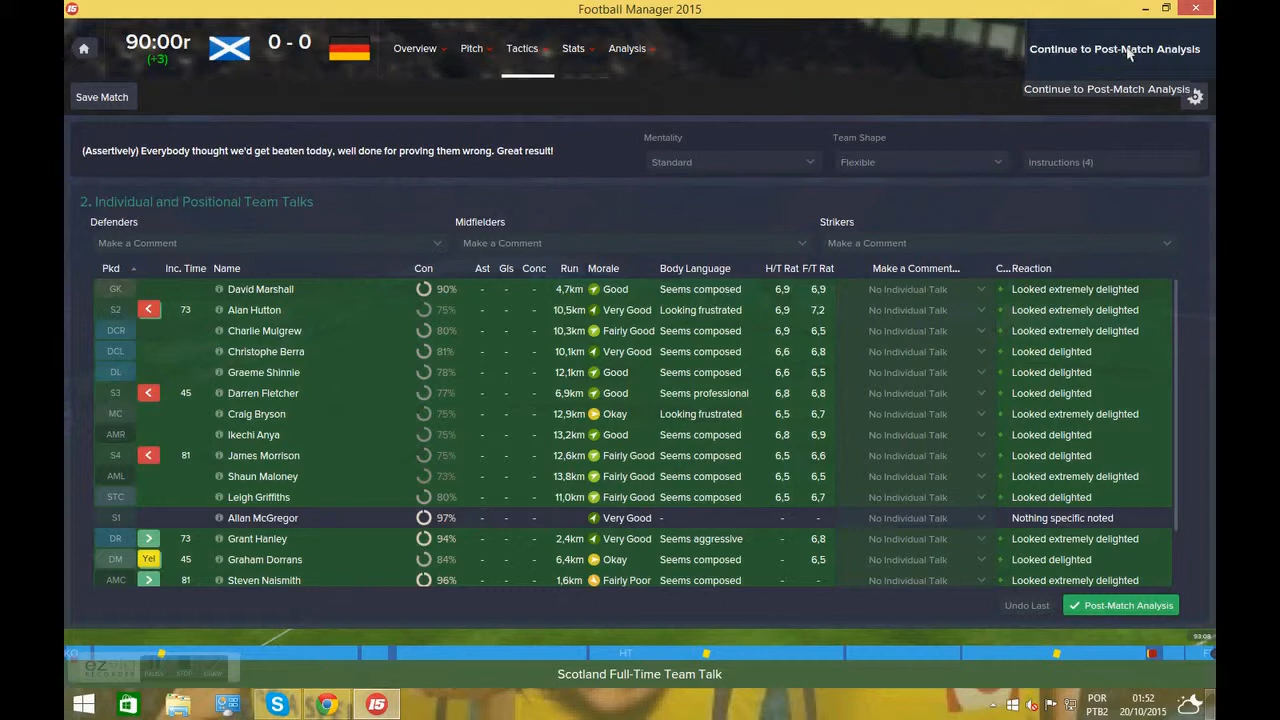 Football Manager 2015
90:00r
(+3)
0 - 0
Overview
Pitch
Tactics
Stats
Analysis
Continue to Post-Match Analysis
Save Match
Continue to Post-Match Analysis
(Assertively) Everybody thought we'd get beaten today, well done for proving them wrong. Great result!
Mentality
Team Shape
Standard
Flexible
Instructions (4)
2. Individual and Positional Team Talks
Defenders
Midfielders
Strikers
Make a Comment
Make a Comment
Make a Comment
Pkd Inc. Time Name Con Ast Gls Conc Run Morale Body Language H/T Rat F/T Rat Make a Comment... C... Reaction
GK David Marshall 90% - - - 4,7km Good Seems composed 6,9 6,9 No Individual Talk Looked extremely delighted
S2 73 Alan Hutton 75% - - - 10,5km Very Good Looking frustrated 6,9 7,2 No Individual Talk Looked extremely delighted
DCR Charlie Mulgrew 80% - - - 10,3km Fairly Good Seems composed 6,9 6,5 No Individual Talk Looked delighted
DCL Christophe Berra 81% - - - 10,1km Very Good Seems composed 6,6 6,8 No Individual Talk Looked delighted
DL Graeme Shinnie 78% - - - 12,1km Good Seems composed 6,6 6,5 No Individual Talk Looked delighted
S3 45 Darren Fletcher 77% - - - 6,9km Good Seems professional 6,8 6,8 No Individual Talk Looked extremely delighted
MC Craig Bryson 75% - - - 12,9km Okay Looking frustrated 6,5 6,7 No Individual Talk Looked extremely delighted
AMR Ikechi Anya 75% - - - 13,2km Good Seems composed 6,8 6,9 No Individual Talk Looked delighted
S4 81 James Morrison 75% - - - 12,6km Fairly Good Seems composed 6,5 6,6 No Individual Talk Looked delighted
AML Shaun Maloney 73% - - - 13,8km Fairly Good Seems composed 6,5 6,5 No Individual Talk Looked extremely delighted
STC Leigh Griffiths 80% - - - 11,0km Fairly Good Seems composed 6,5 6,7 No Individual Talk Looked delighted
S1 Allan McGregor 97% Very Good - - - No Individual Talk Nothing specific noted
DR 73 Grant Hanley 94% - - - 2,4km Very Good Seems aggressive - 6,8 No Individual Talk Looked extremely delighted
DM Yel 45 Graham Dorrans 84% - - - 6,4km Okay Seems composed - 6,5 No Individual Talk Looked delighted
AMC 81 Steven Naismith 96% - - - 1,6km Fairly Poor Seems composed - - No Individual Talk Looked extremely delighted
Undo Last
Post-Match Analysis
93:08
KO
HT
ezvid
RECORDER
PAUSE
STOP
DRAW
Scotland Full-Time Team Talk
POR
PTB2
01:52
20/10/2015